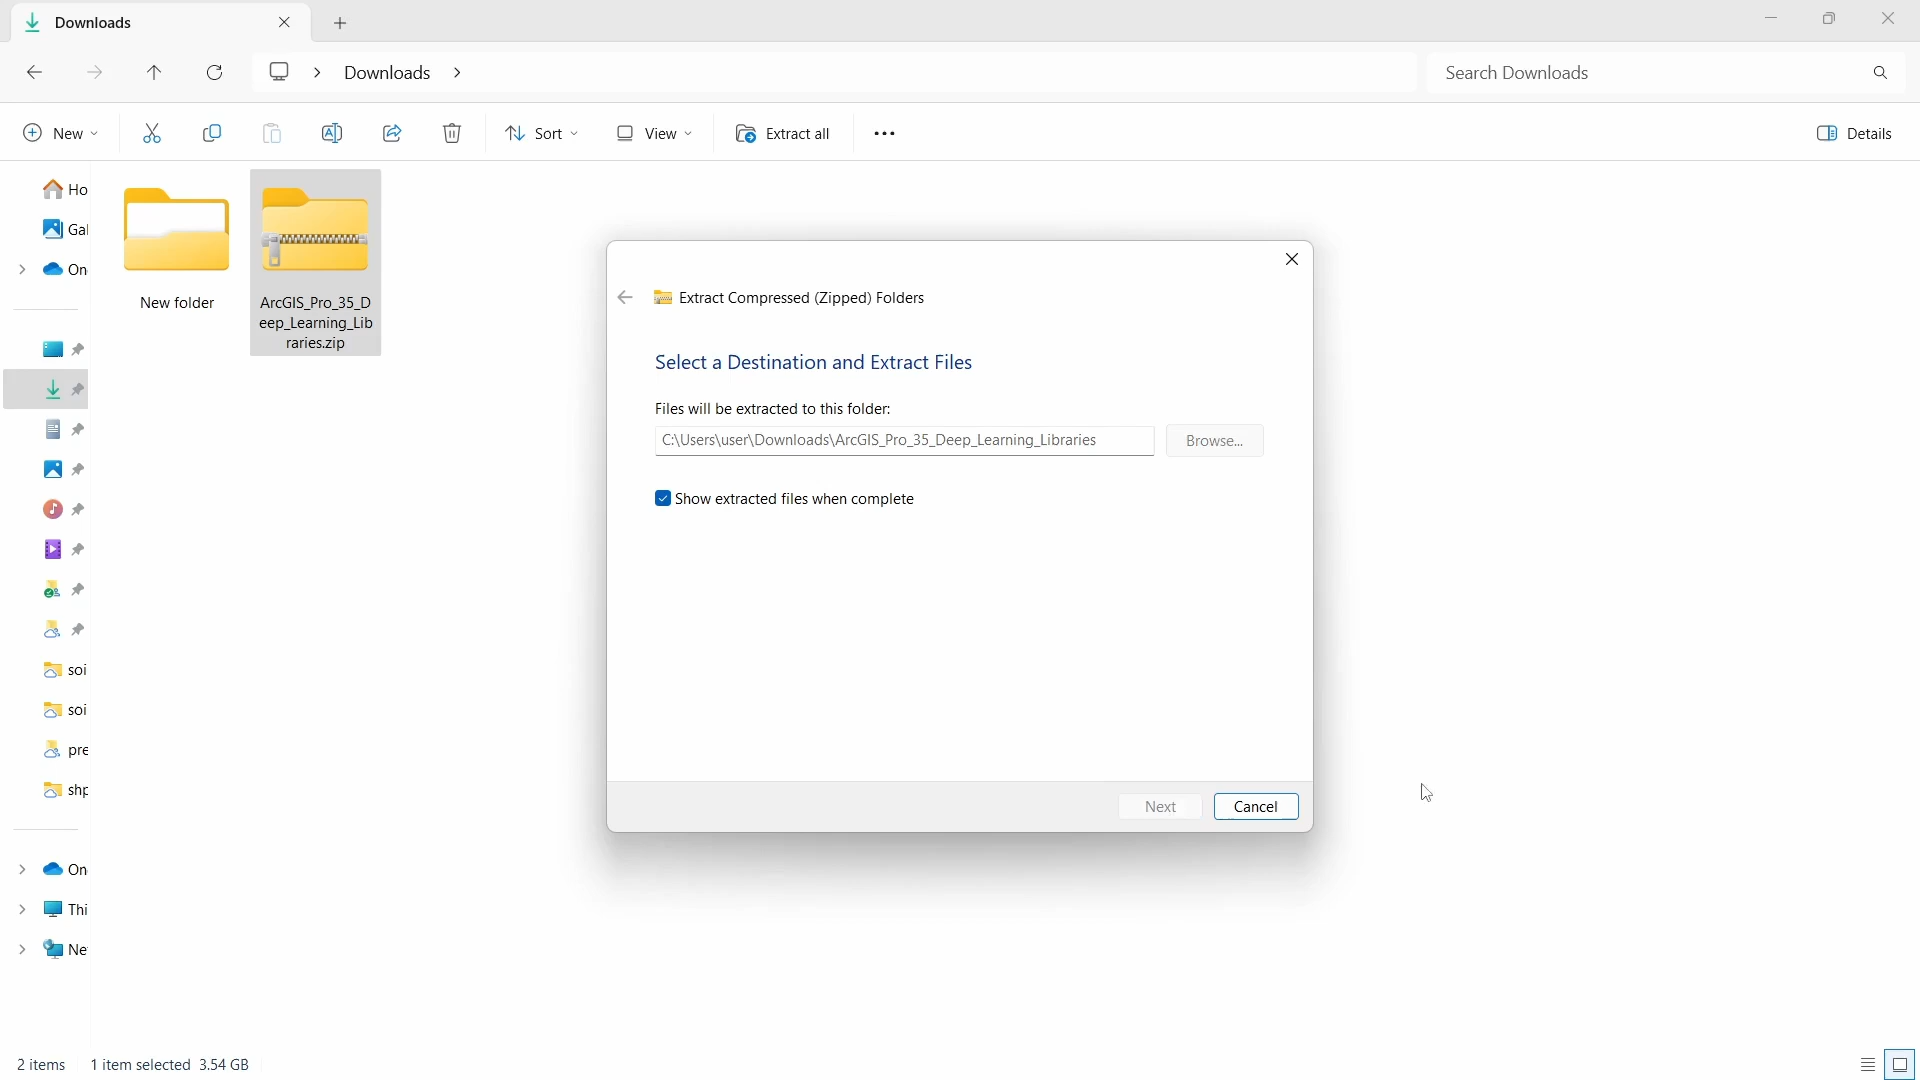 Downloads
Downloads
Search Downloads
New
Sort
View
Extract all
Details
Ho
Gal
On
New folder
ArcGIS_Pro_35_D
eep_Learning_Lib
raries.zip
Extract Compressed (Zipped) Folders
Select a Destination and Extract Files
Files will be extracted to this folder:
C:\Users\user\Downloads\ArcGIS_Pro_35_Deep_Learning_Libraries
Browse...
Show extracted files when complete
soi
soi
pre
shp
Next
Cancel
On
Thi
Ne
2 items
1 item selected 3.54 GB